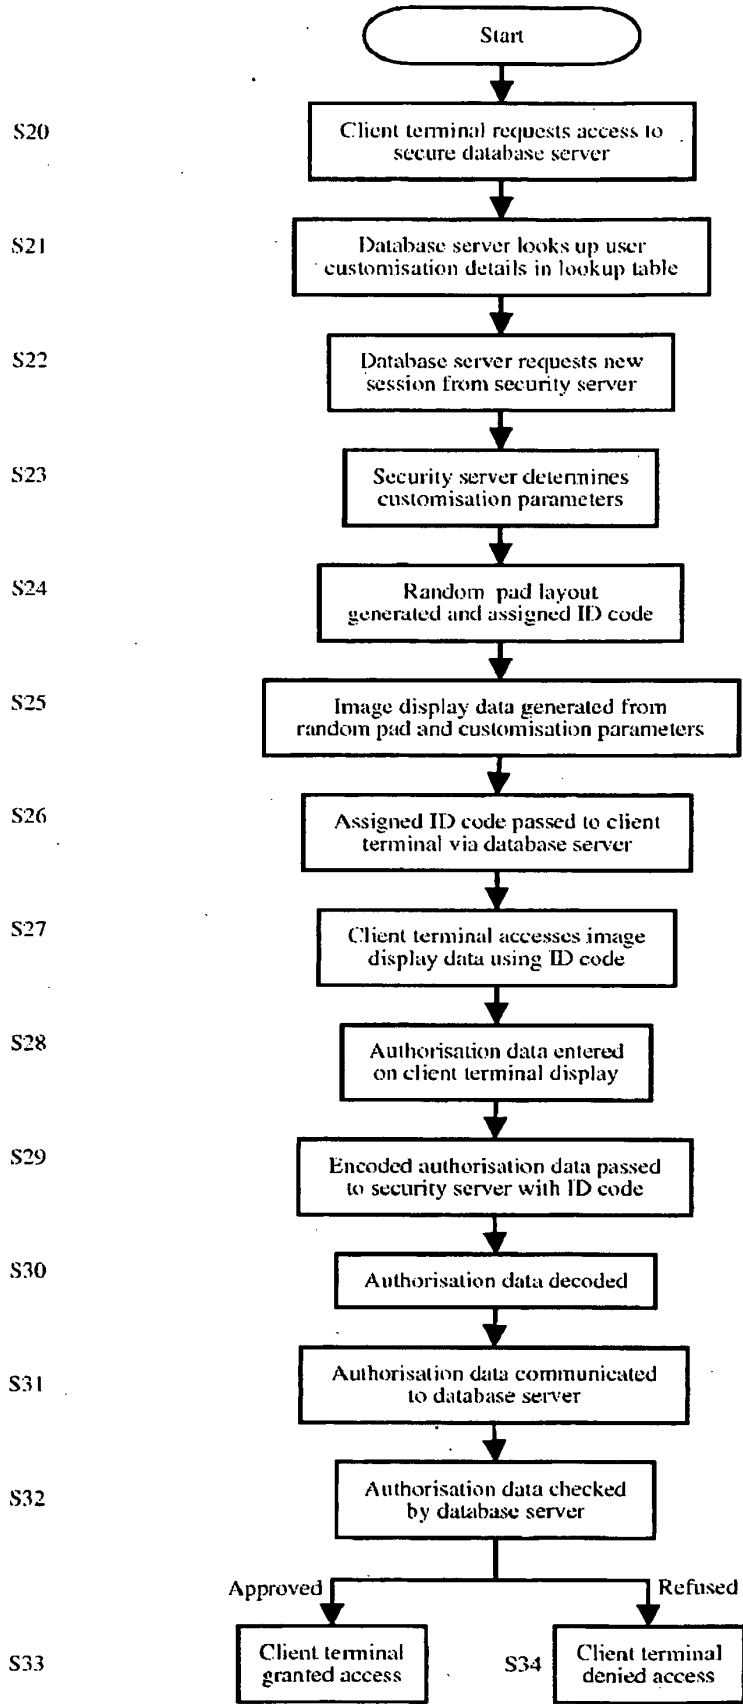 Start
S20
Client terminal requests access to
secure database server
S21
Database server looks up user
customisation details in lookup table
S22
Database server requests new
session from security server
S23
Security server determines
customisation parameters
S24
Random pad layout
generated and assigned ID code
S25
Image display data generated from
random pad and customisation parameters
S26
Assigned ID code passed to client
terminal via database server
S27
Client terminal accesses image
display data using ID code
S28
Authorisation data entered
on client terminal display
S29
Encoded authorisation data passed
to security server with ID code
S30
Authorisation data decoded
S31
Authorisation data communicated
to database server
S32
Authorisation data checked
by database server
Approved
Refused
S33
Client terminal
granted access
S34
Client terminal
denied access